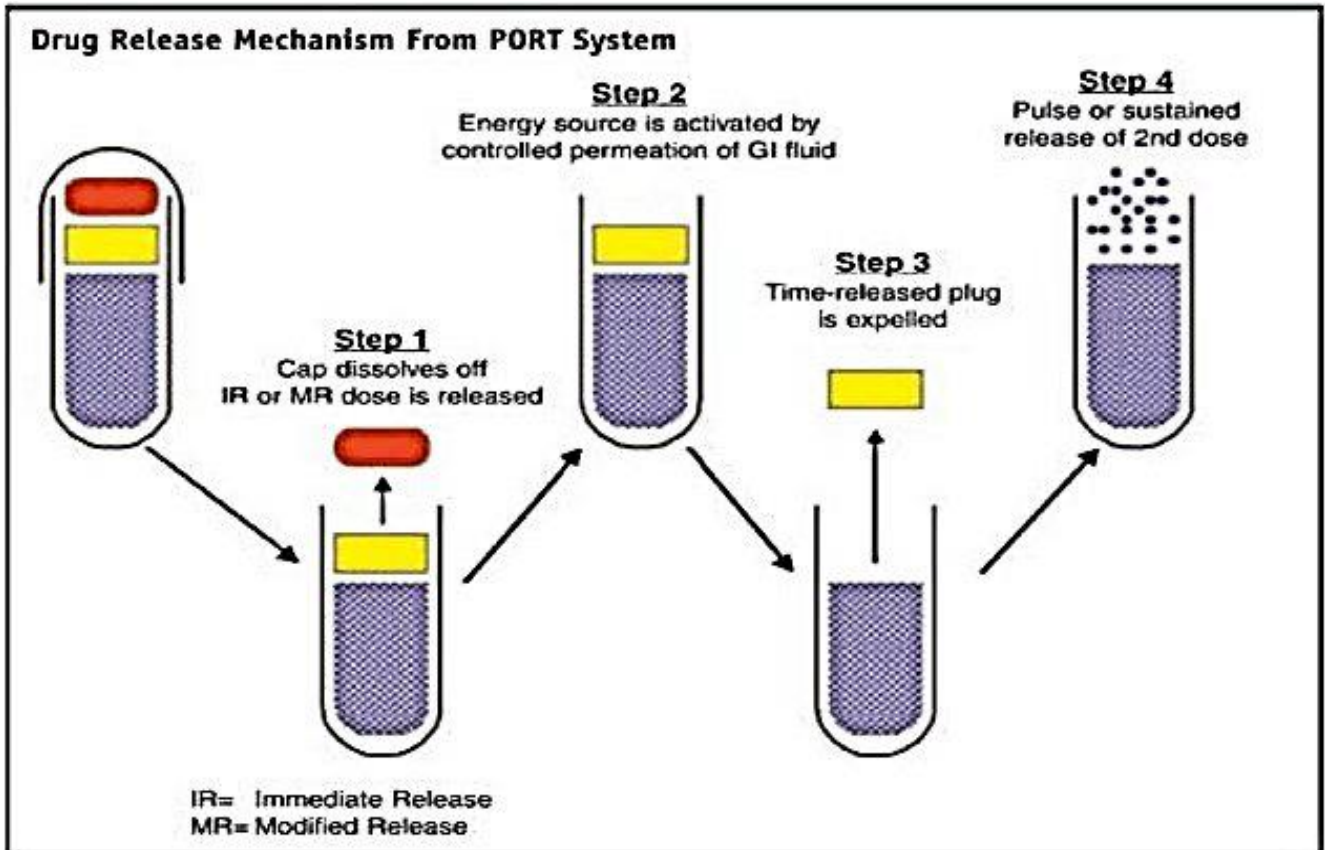 Drug Release Mechanism From PORT System
Step 1
Cap dissolves off
IR or MR dose is released
Step 2
Energy source is activated by
controlled permeation of GI fluid
Step 3
Time-released plug
is expelled
Step 4
Pulse or sustained
release of 2nd dose
IR= Immediate Release
MR= Modified Release